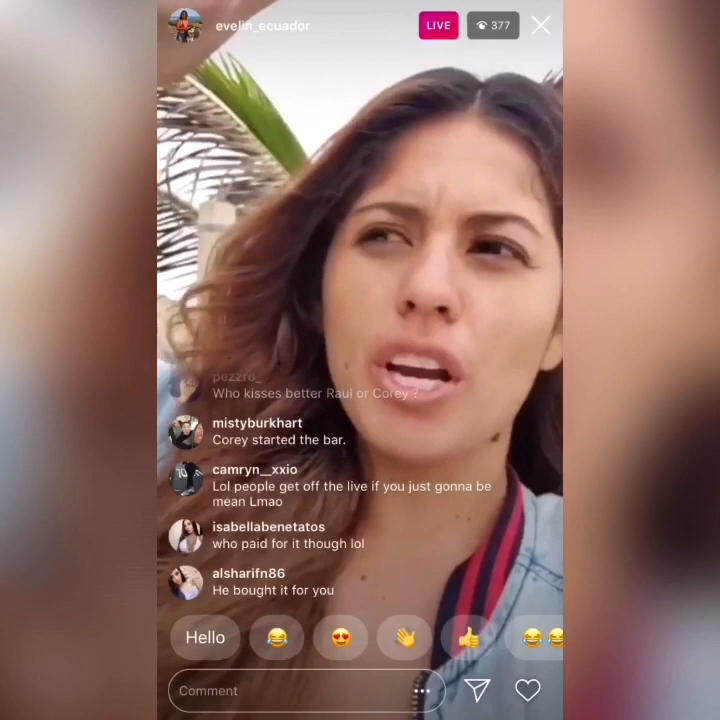 evelin_ecuador LIVE 377
pezzro_
Who kisses better Raul or Corey ?
mistyburkhart
Corey started the bar.
camryn__xxio
Lol people get off the live if you just gonna be
mean Lmao
isabellabenetatos
who paid for it though lol
alsharifn86
He bought it for you
Hello
Comment